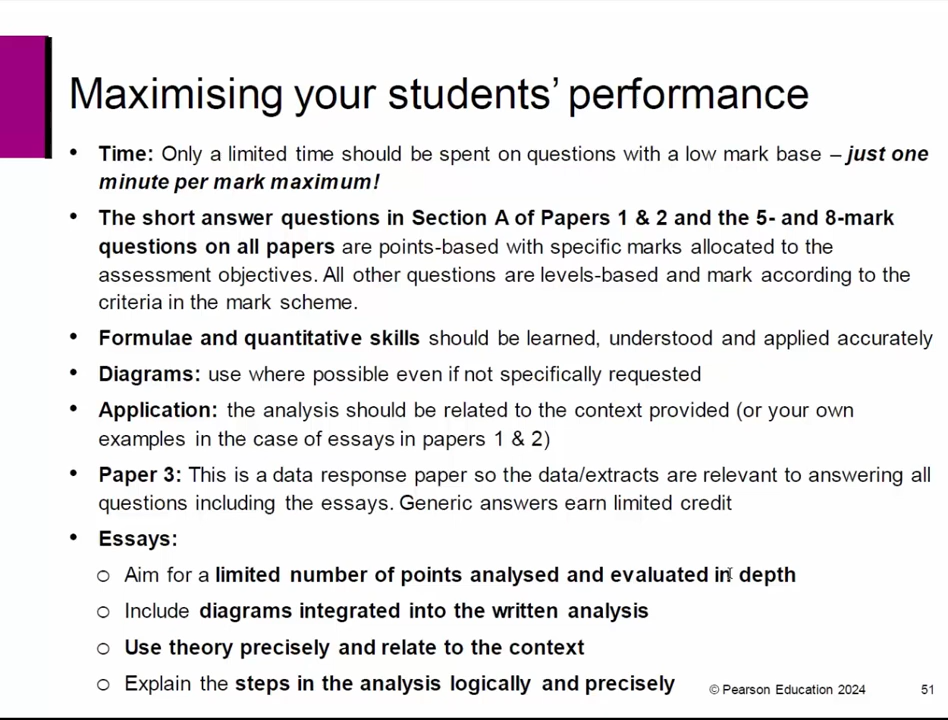 Maximising your students' performance
• Time: Only a limited time should be spent on questions with a low mark base – just one
minute per mark maximum!
• The short answer questions in Section A of Papers 1 & 2 and the 5- and 8-mark
questions on all papers are points-based with specific marks allocated to the
assessment objectives. All other questions are levels-based and mark according to the
criteria in the mark scheme.
• Formulae and quantitative skills should be learned, understood and applied accurately
• Diagrams: use where possible even if not specifically requested
• Application: the analysis should be related to the context provided (or your own
examples in the case of essays in papers 1 & 2)
• Paper 3: This is a data response paper so the data/extracts are relevant to answering all
questions including the essays. Generic answers earn limited credit
• Essays:
○ Aim for a limited number of points analysed and evaluated in depth
○ Include diagrams integrated into the written analysis
○ Use theory precisely and relate to the context
○ Explain the steps in the analysis logically and precisely
© Pearson Education 2024 51